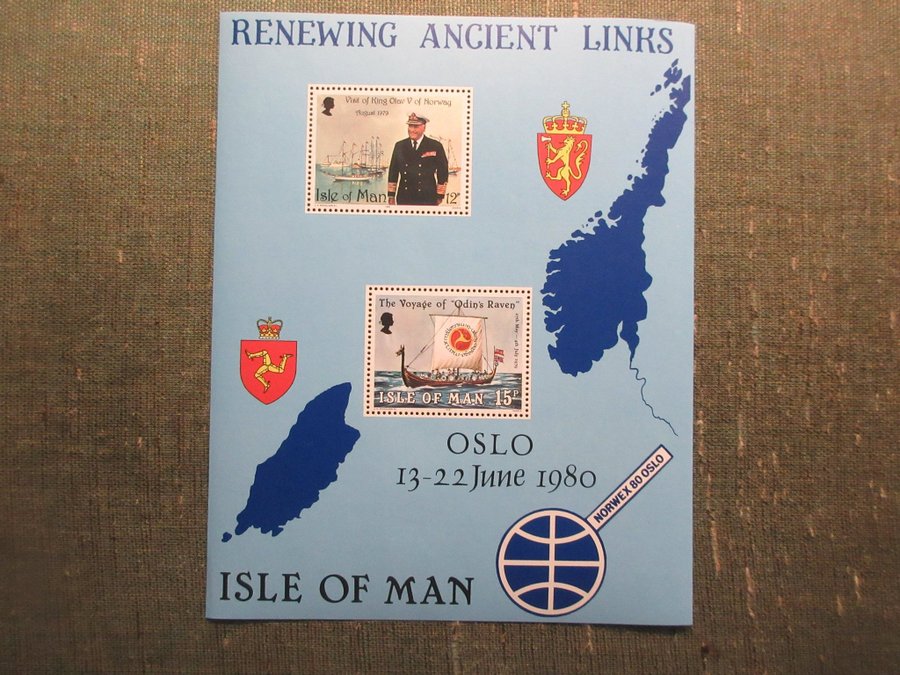 RENEWING ANCIENT LINKS
Visit of King Olav V of Norway
August 1979
Isle of Man 12P
The Voyage of "Odin's Raven"
ISLE OF MAN 15P
OSLO
13-22 June 1980
NORWEX 80 OSLO
ISLE OF MAN